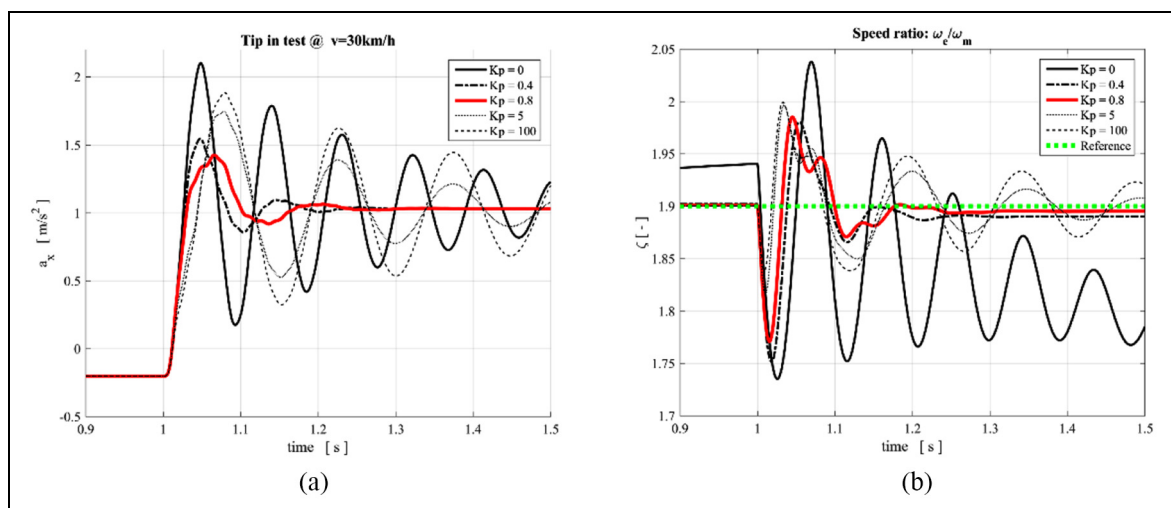 Tip in test @ v=30km/h
2
1.5
1
0.5
0
-0.5
a_x [ m/s² ]
0.9 1 1.1 1.2 1.3 1.4 1.5
time [ s ]
Kp = 0
Kp = 0.4
Kp = 0.8
Kp = 5
Kp = 100
(a)
Speed ratio: ω_e/ω_m
2.05
2
1.95
1.9
1.85
1.8
1.75
1.7
ζ [ - ]
0.9 1 1.1 1.2 1.3 1.4 1.5
time [ s ]
Kp = 0
Kp = 0.4
Kp = 0.8
Kp = 5
Kp = 100
Reference
(b)